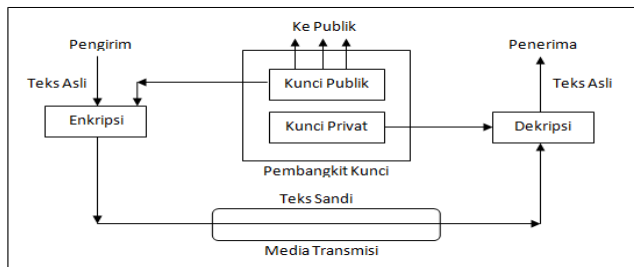 Ke Publik
Pengirim
Penerima
Teks Asli
Kunci Publik
Teks Asli
Enkripsi
Kunci Privat
Dekripsi
Pembangkit Kunci
Teks Sandi
Media Transmisi